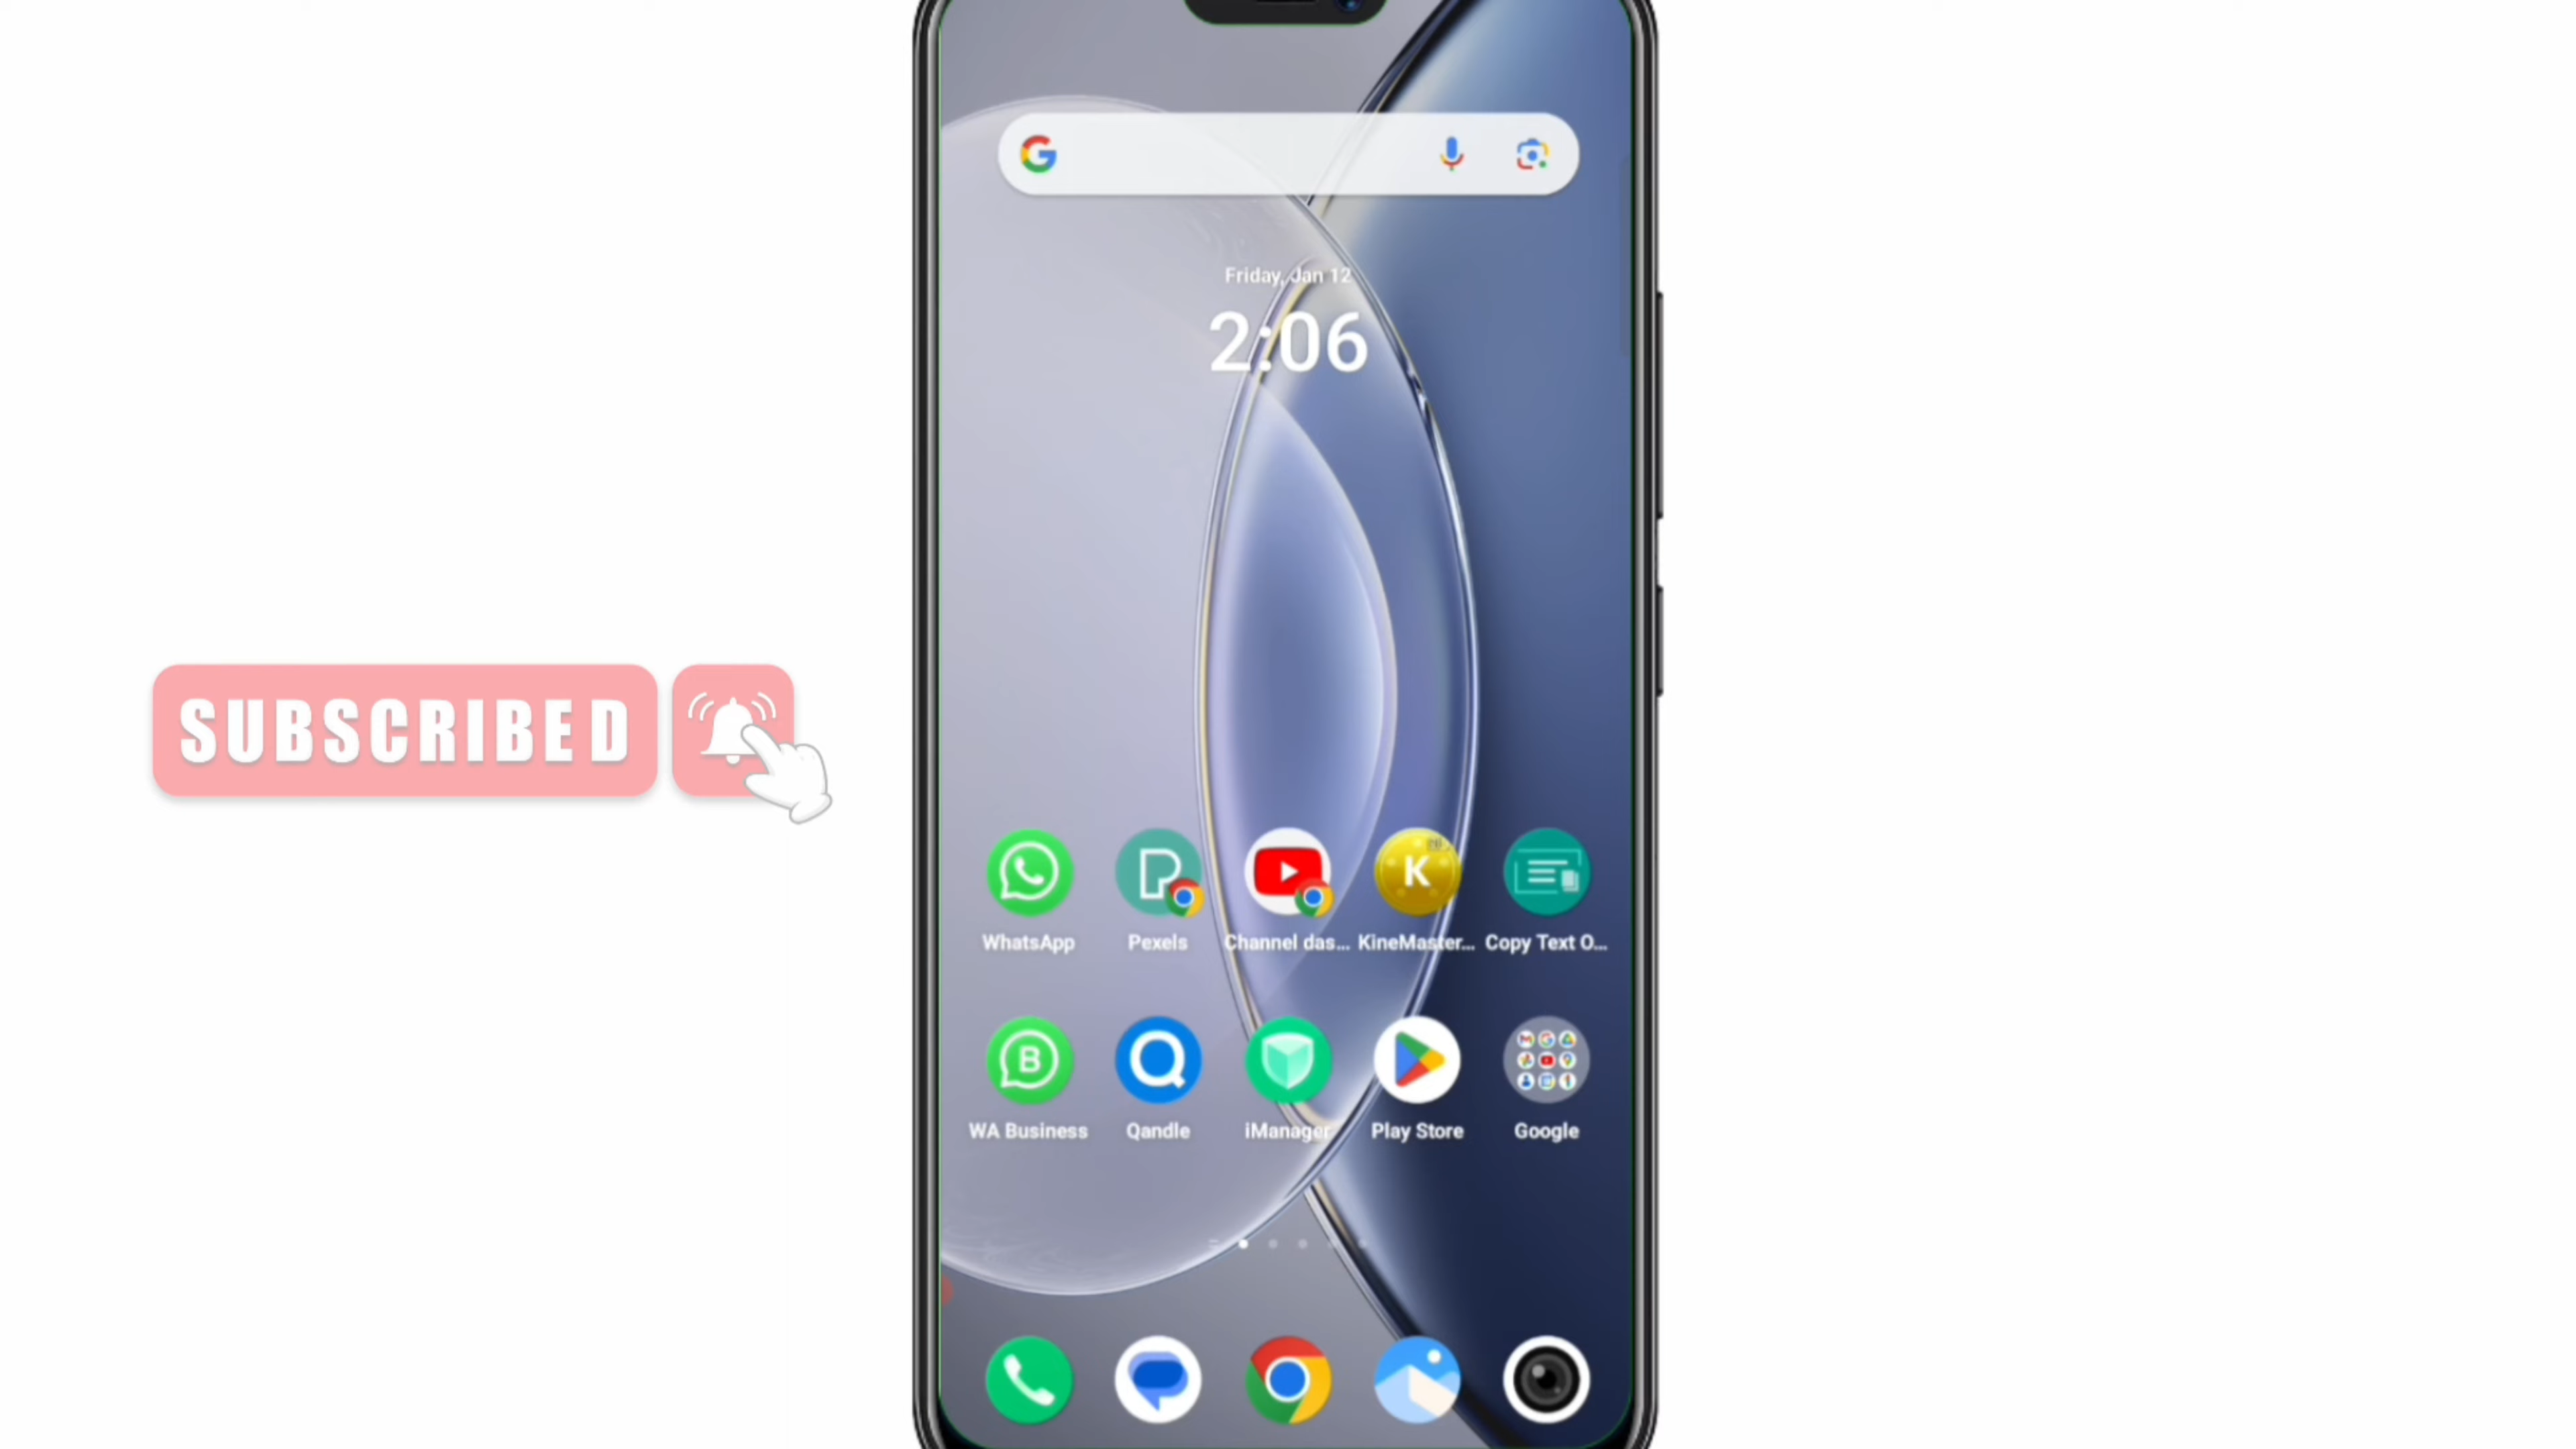 Friday, Jan 12
2:06
SUBSCRIBED
WhatsApp
Pexels
Channel das...
KineMaster...
Copy Text O...
WA Business
Qandle
iManager
Play Store
Google